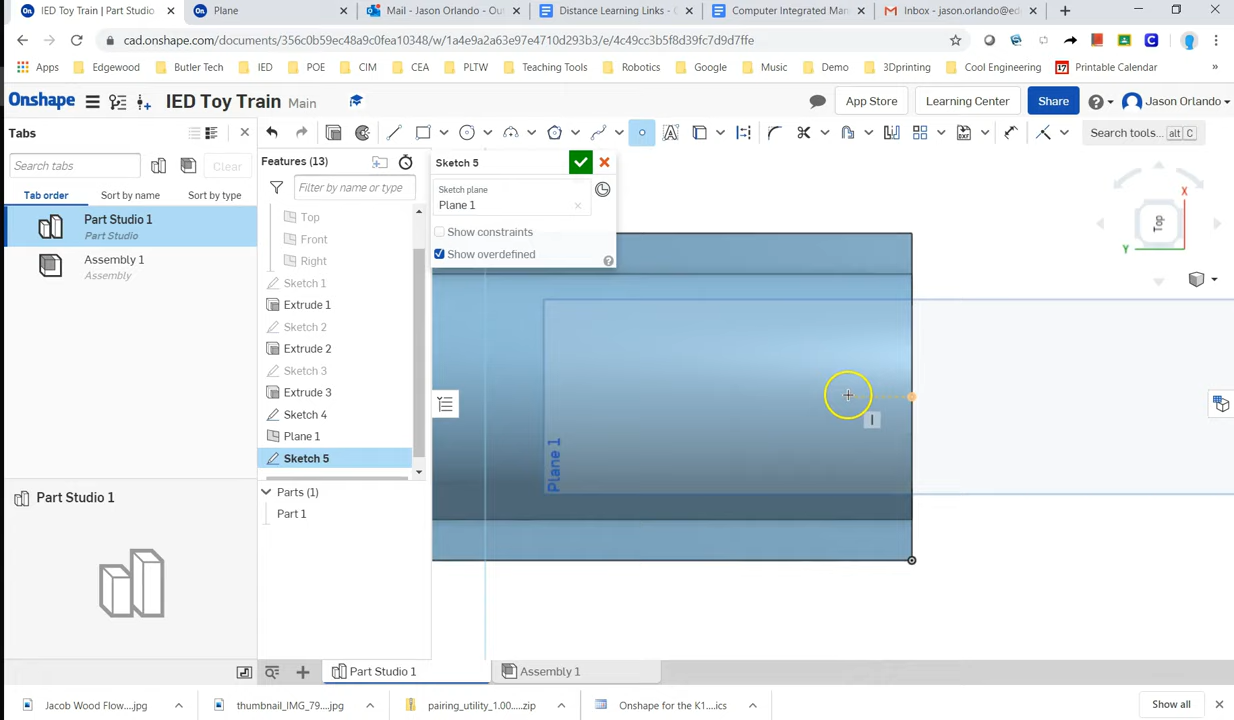 IED Toy Train | Part Studio
Plane
Mail - Jason Orlando - Out
Distance Learning Links - G
Computer Integrated Man
Inbox - jason.orlando@ed
cad.onshape.com/documents/356c0b59ec48a9c0fea10348/w/1a4e9a2afc3e97e4710d293b3/e/4c49cc3b5f8d39fc7d9d7ffe
Apps
Edgewood
Butler Tech
IED
POE
CIM
CEA
PLTW
Teaching Tools
Robotics
Google
Music
Demo
3Dprinting
Cool Engineering
Printable Calendar
Onshape
IED Toy Train
Main
App Store
Learning Center
Share
Jason Orlando
Tabs
Features (13)
Search tools...
alt C
Search tabs
Clear
Filter by name or type
Tab order
Sort by name
Sort by type
Part Studio 1
Part Studio
Assembly 1
Assembly
Top
Front
Right
Sketch 1
Extrude 1
Sketch 2
Extrude 2
Sketch 3
Extrude 3
Sketch 4
Plane 1
Sketch 5
Parts (1)
Part 1
Sketch 5
Sketch plane
Plane 1
Show constraints
Show overdefined
Plane 1
X
Top
Y
Part Studio 1
Part Studio 1
Assembly 1
Jacob Wood Flow....jpg
thumbnail_IMG_79....jpg
pairing_utility_1.00....zip
Onshape for the K1....ics
Show all